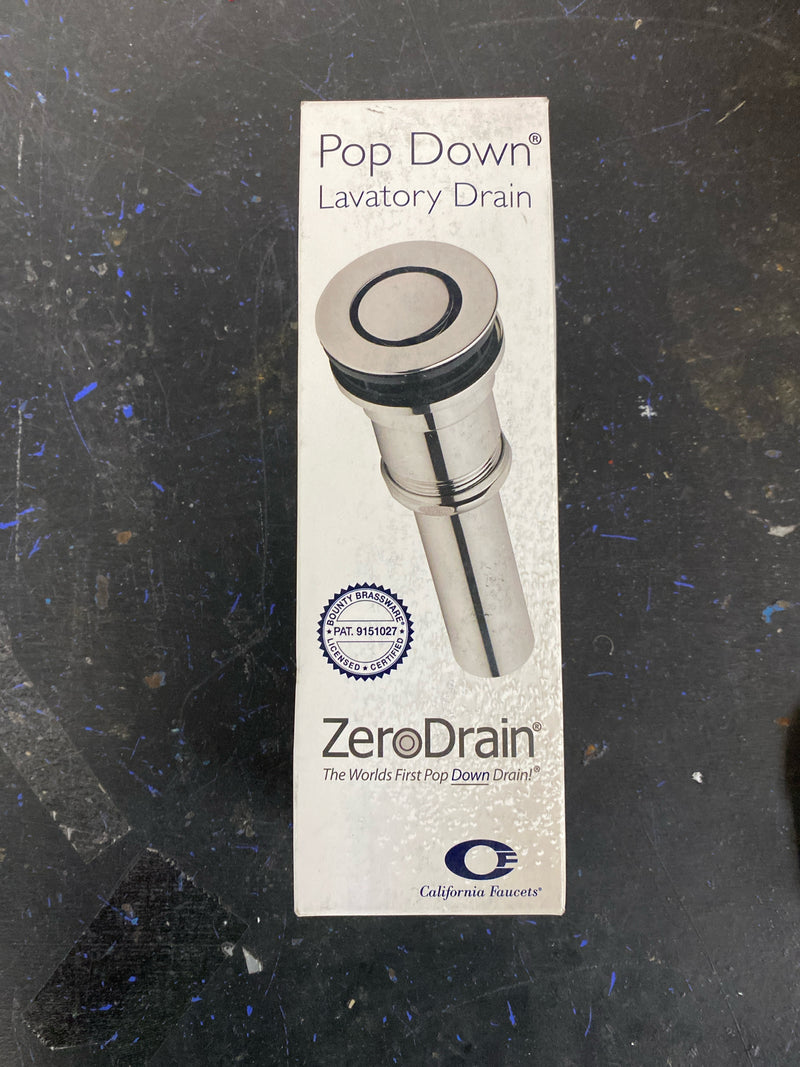 Pop Down®
Lavatory Drain
BOUNTY BRASSWARE®
PAT. 9151027
LICENSED ★ CERTIFIED
ZeroDrain®
The Worlds First Pop Down Drain!®
California Faucets®